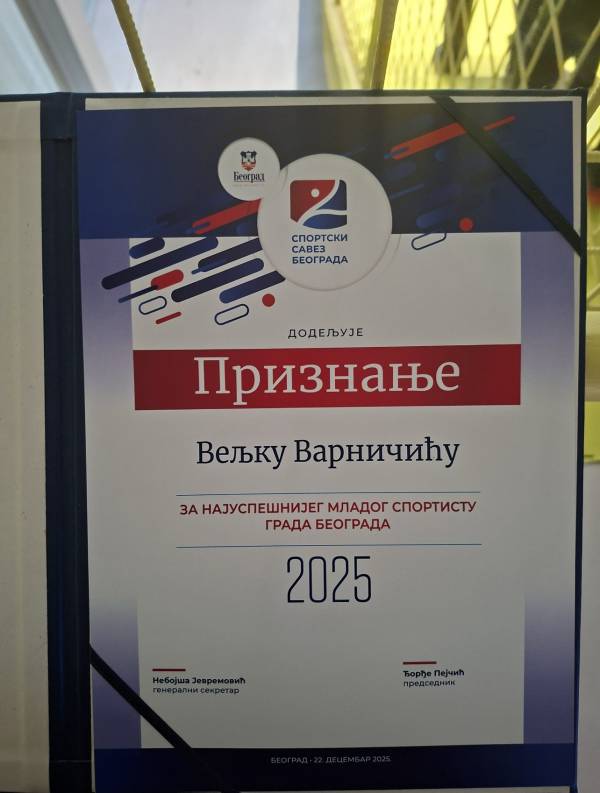 Београд
СПОРТСКИ
САВЕЗ
БЕОГРАДА
ДОДЕЉУЈЕ
Признање
Вељку Варничићу
ЗА НАЈУСПЕШНИЈЕГ МЛАДОГ СПОРТИСТУ
ГРАДА БЕОГРАДА
2025
Небојша Јевремовић
генерални секретар
Ђорђе Пејчић
председник
БЕОГРАД • 22. ДЕЦЕМБАР 2025.